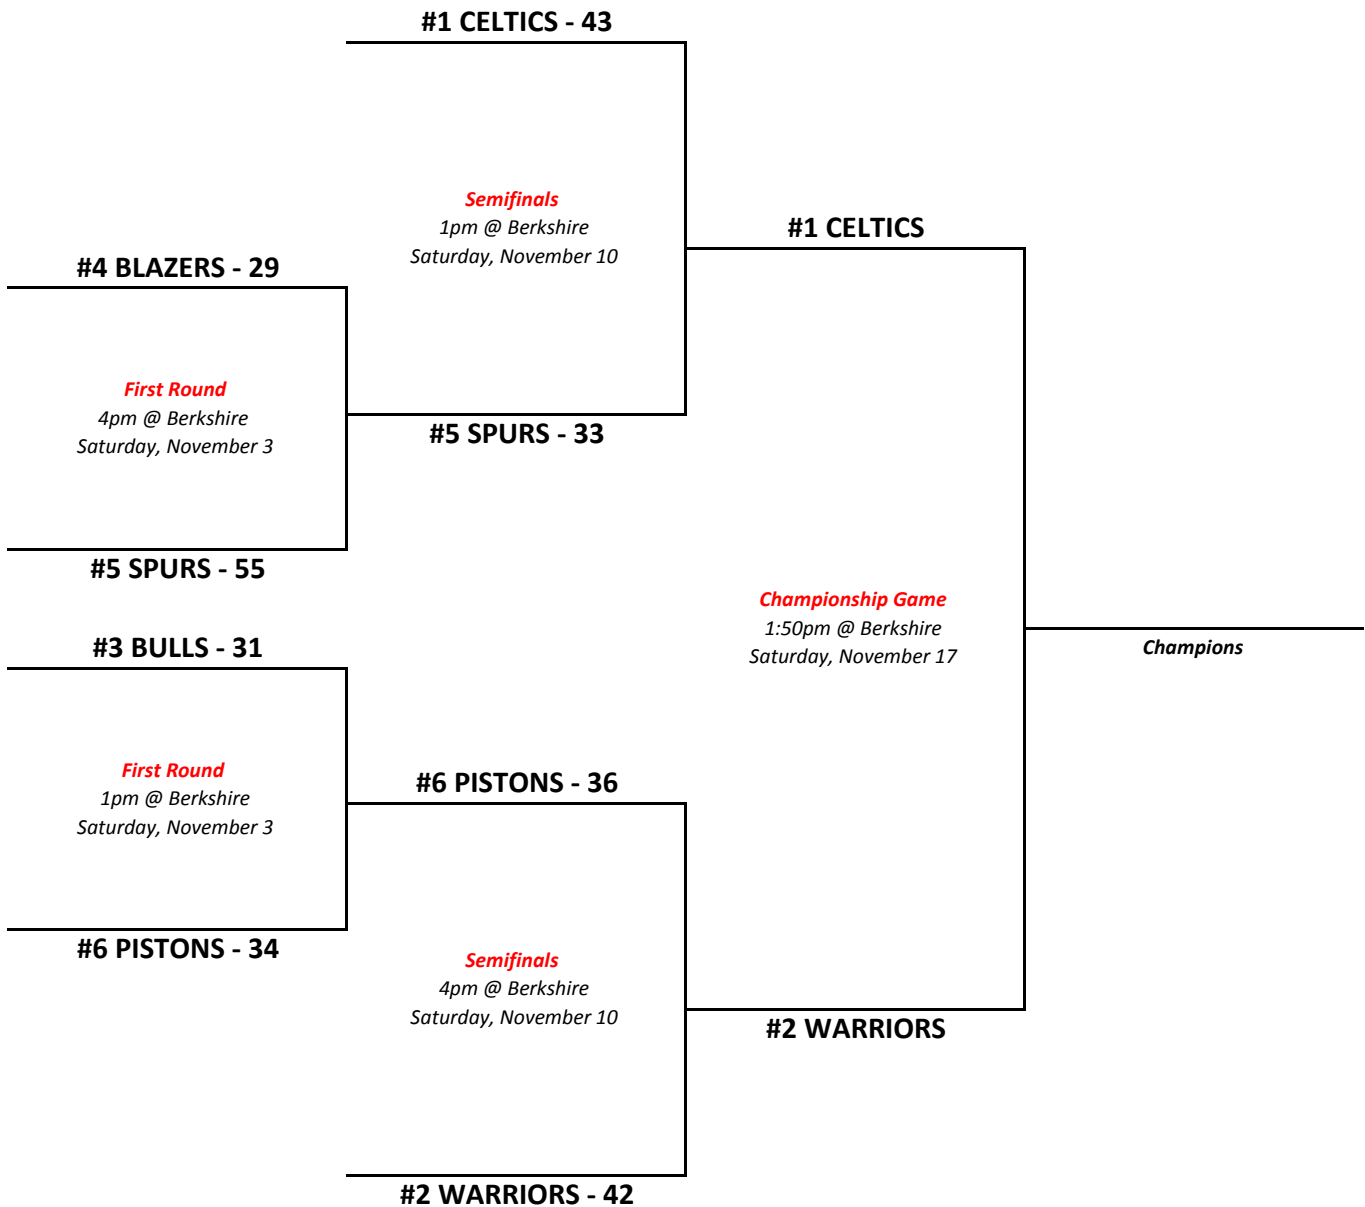 #1 CELTICS - 43
Semifinals
1pm @ Berkshire
Saturday, November 10
#1 CELTICS
#4 BLAZERS - 29
First Round
4pm @ Berkshire
Saturday, November 3
#5 SPURS - 33
#5 SPURS - 55
Championship Game
1:50pm @ Berkshire
Saturday, November 17
Champions
#3 BULLS - 31
First Round
1pm @ Berkshire
Saturday, November 3
#6 PISTONS - 36
#6 PISTONS - 34
Semifinals
4pm @ Berkshire
Saturday, November 10
#2 WARRIORS
#2 WARRIORS - 42